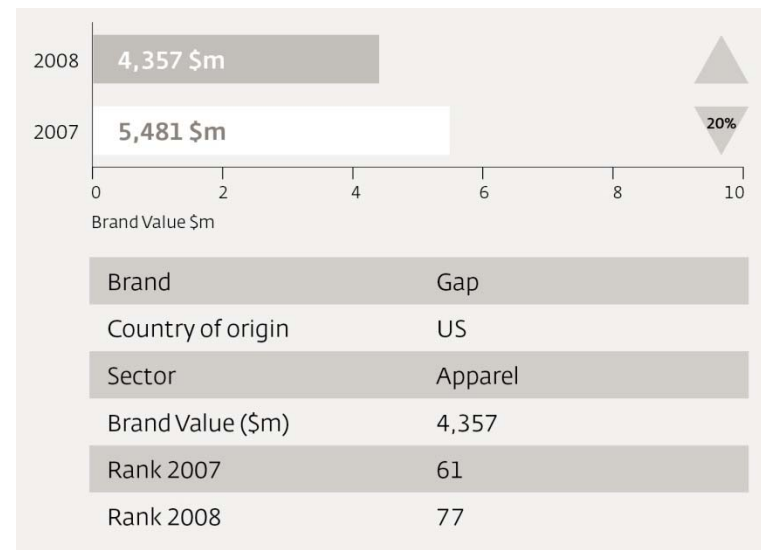 2008 4,357 $m
2007 5,481 $m 20%
0 2 4 6 8 10
Brand Value $m
Brand Gap
Country of origin US
Sector Apparel
Brand Value ($m) 4,357
Rank 2007 61
Rank 2008 77